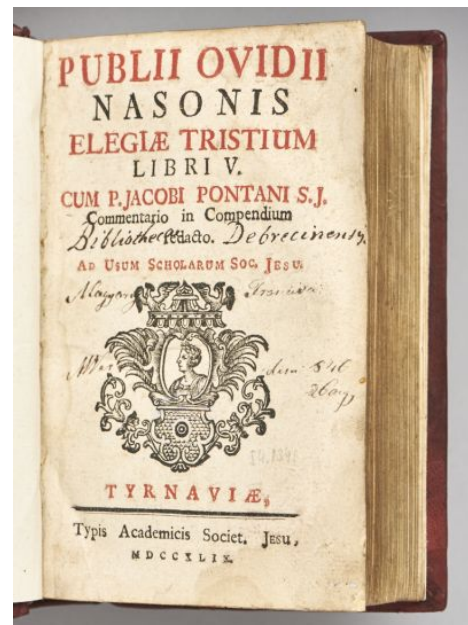 PUBLII OVIDII
NASONIS
ELEGIÆ TRISTIUM
LIBRI V.
CUM P. JACOBI PONTANI S.J.
Commentario in Compendium
redacto.
Debrecinensis.
AD USUM SCHOLARUM SOC. JESU.
Magyary
TYRNAVIÆ,
Typis Academicis Societ. JESU,
MDCCXLIX.